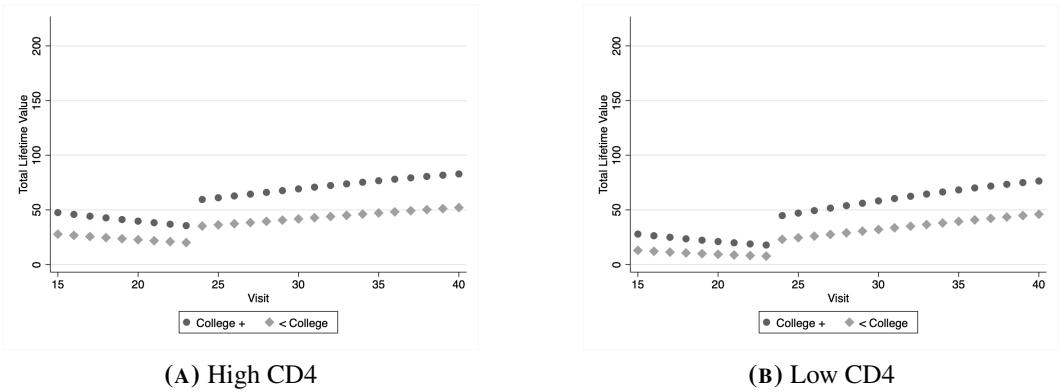 Total Lifetime Value
200
150
100
50
0
15 20 25 30 35 40
Visit
College + < College
(A) High CD4
Total Lifetime Value
200
150
100
50
0
15 20 25 30 35 40
Visit
College + < College
(B) Low CD4